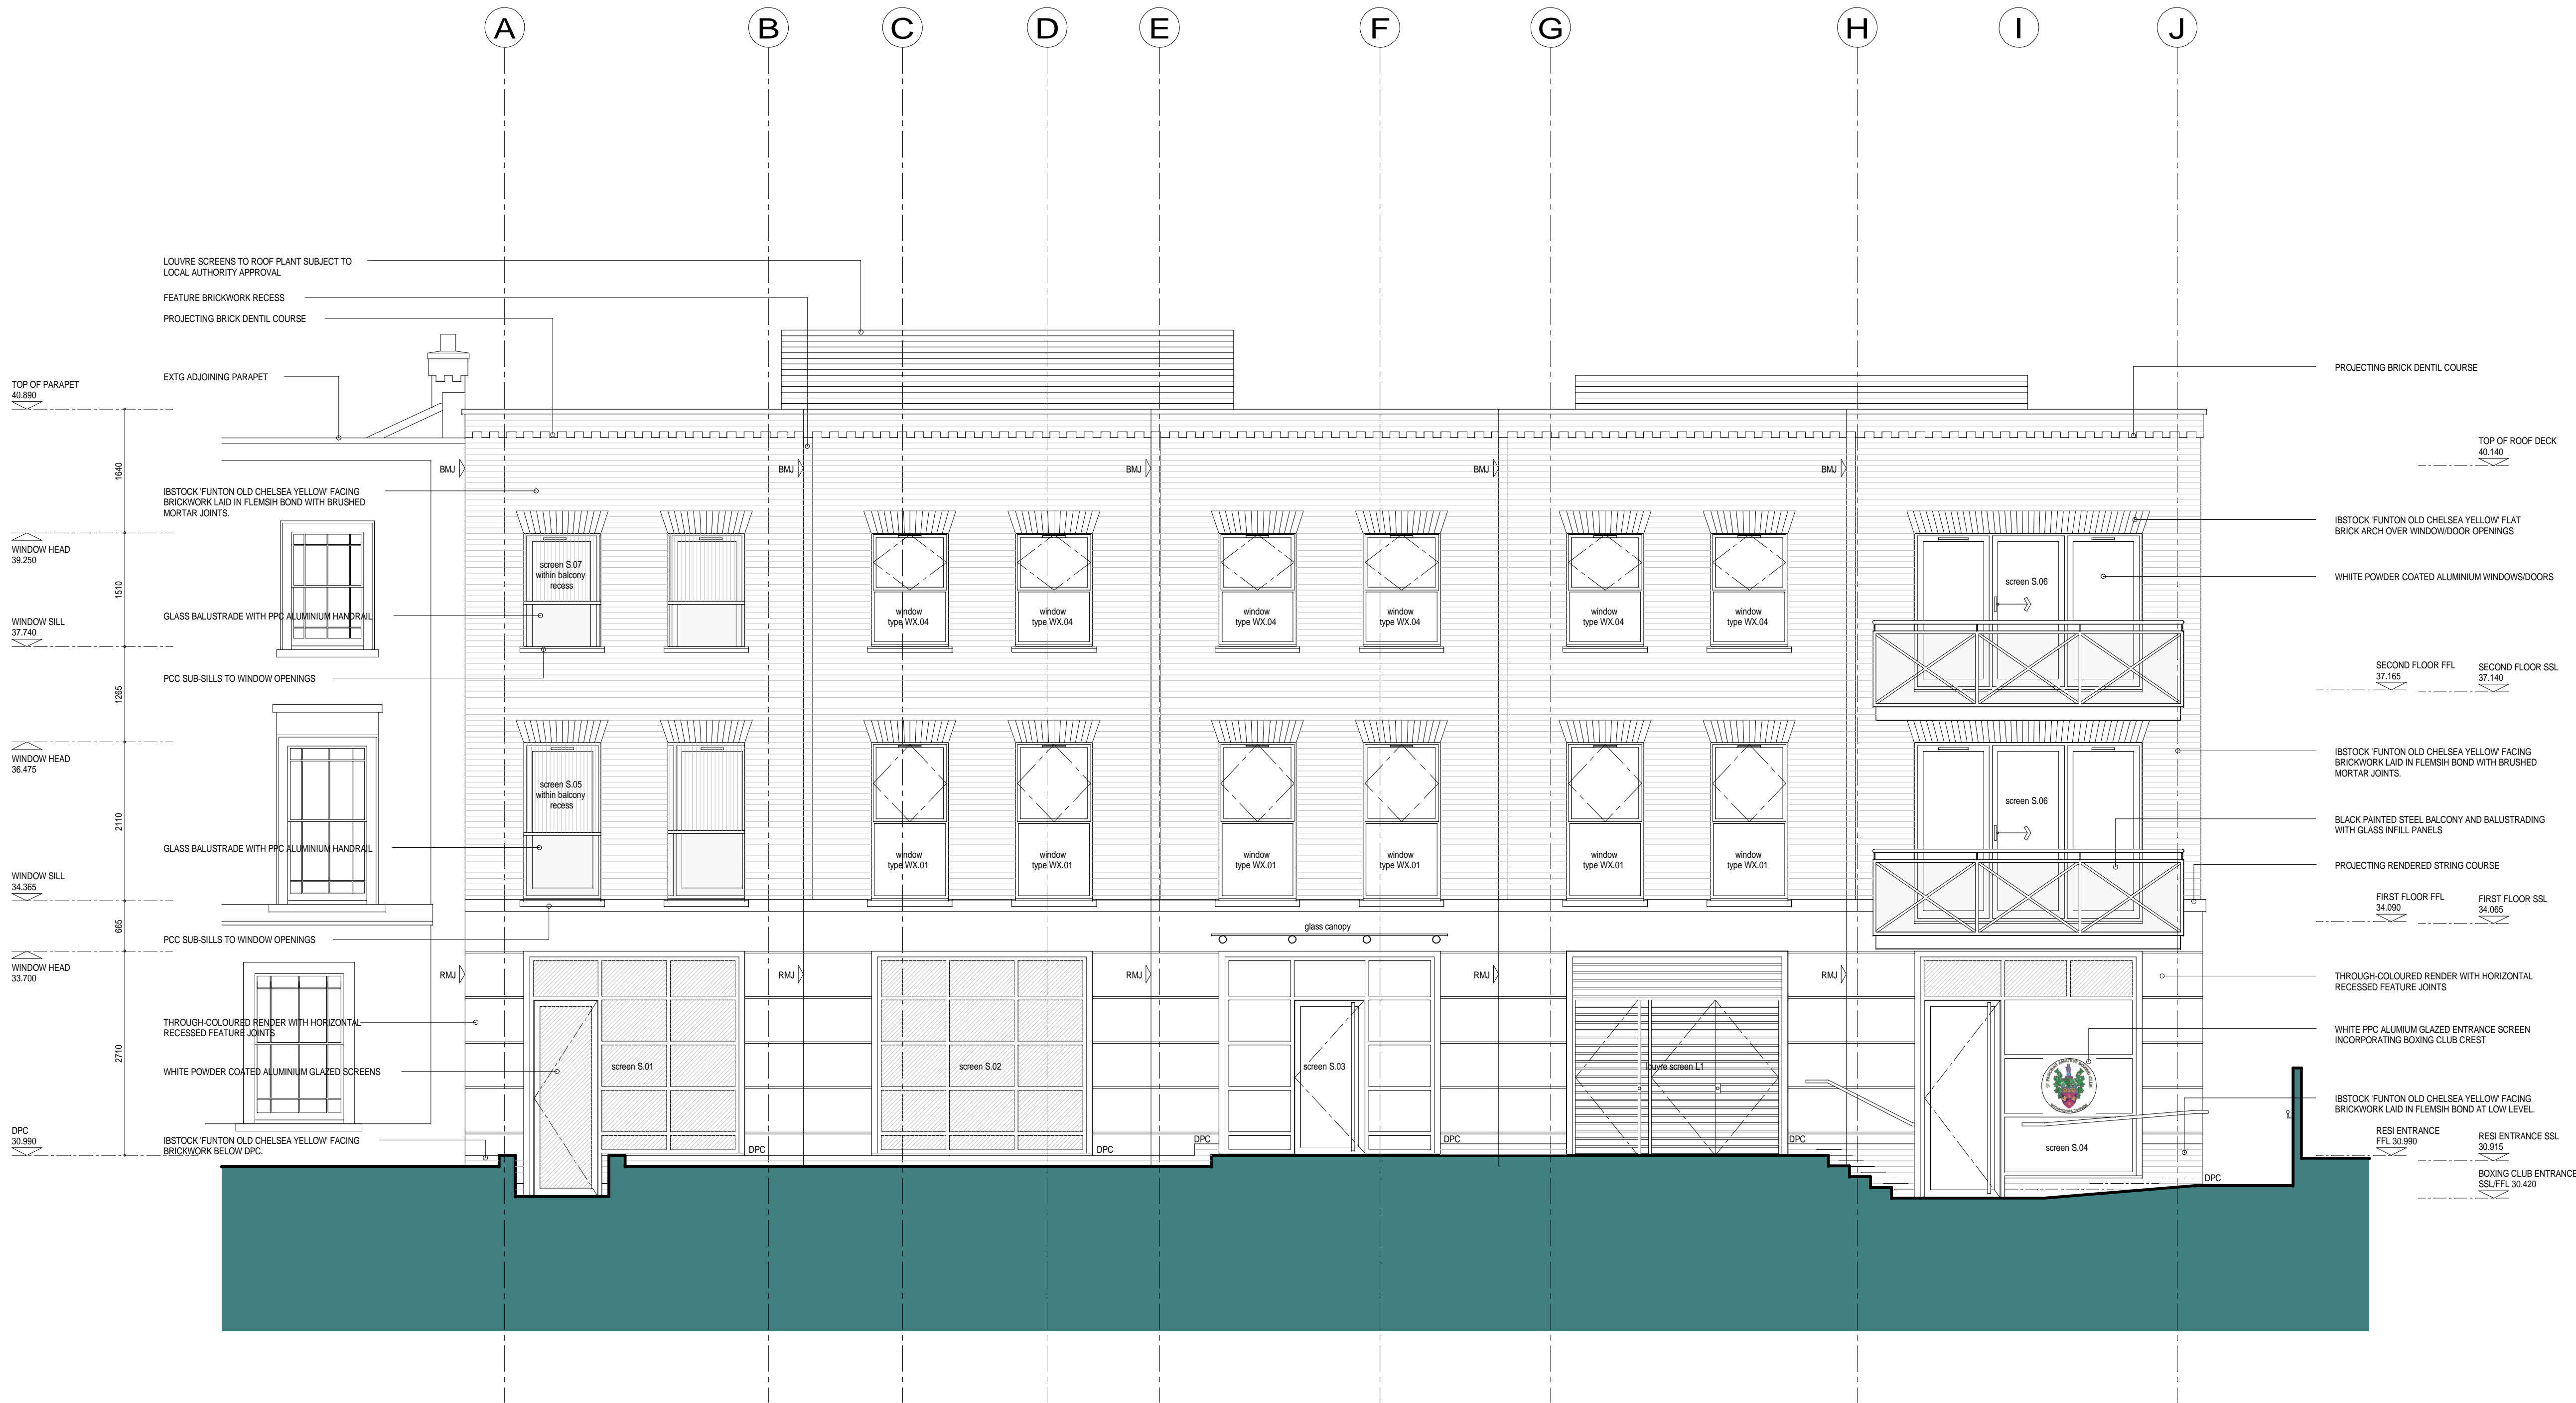 A
B
C
D
E
F
G
H
I
J
LOUVRE SCREENS TO ROOF PLANT SUBJECT TO
LOCAL AUTHORITY APPROVAL
FEATURE BRICKWORK RECESS
PROJECTING BRICK DENTIL COURSE
EXTG ADJOINING PARAPET
TOP OF PARAPET
40.890
1640
IBSTOCK 'FUNTON OLD CHELSEA YELLOW' FACING
BRICKWORK LAID IN FLEMSIH BOND WITH BRUSHED
MORTAR JOINTS.
WINDOW HEAD
39.250
1510
GLASS BALUSTRADE WITH PPC ALUMINIUM HANDRAIL
WINDOW SILL
37.740
PCC SUB-SILLS TO WINDOW OPENINGS
1265
WINDOW HEAD
36.475
2110
GLASS BALUSTRADE WITH PPC ALUMINIUM HANDRAIL
WINDOW SILL
34.365
665
PCC SUB-SILLS TO WINDOW OPENINGS
WINDOW HEAD
33.700
THROUGH-COLOURED RENDER WITH HORIZONTAL
RECESSED FEATURE JOINTS
2710
WHITE POWDER COATED ALUMINIUM GLAZED SCREENS
DPC
30.990
IBSTOCK 'FUNTON OLD CHELSEA YELLOW' FACING
BRICKWORK BELOW DPC.
BMJ
BMJ
BMJ
BMJ
BMJ
screen S.07
within balcony
recess
window
type WX.04
window
type WX.04
window
type WX.04
window
type WX.04
window
type WX.04
window
type WX.04
screen S.06
screen S.05
within balcony
recess
window
type WX.01
window
type WX.01
window
type WX.01
window
type WX.01
window
type WX.01
window
type WX.01
screen S.06
glass canopy
RMJ
RMJ
RMJ
RMJ
RMJ
screen S.01
screen S.02
screen S.03
louvre screen L1
screen S.04
DPC
DPC
DPC
DPC
DPC
DPC
PROJECTING BRICK DENTIL COURSE
TOP OF ROOF DECK
40.140
IBSTOCK 'FUNTON OLD CHELSEA YELLOW' FLAT
BRICK ARCH OVER WINDOW/DOOR OPENINGS
WHIITE POWDER COATED ALUMINIUM WINDOWS/DOORS
SECOND FLOOR FFL
37.165
SECOND FLOOR SSL
37.140
IBSTOCK 'FUNTON OLD CHELSEA YELLOW' FACING
BRICKWORK LAID IN FLEMSIH BOND WITH BRUSHED
MORTAR JOINTS.
BLACK PAINTED STEEL BALCONY AND BALUSTRADING
WITH GLASS INFILL PANELS
PROJECTING RENDERED STRING COURSE
FIRST FLOOR FFL
34.090
FIRST FLOOR SSL
34.065
THROUGH-COLOURED RENDER WITH HORIZONTAL
RECESSED FEATURE JOINTS
WHITE PPC ALUMIUM GLAZED ENTRANCE SCREEN
INCORPORATING BOXING CLUB CREST
IBSTOCK 'FUNTON OLD CHELSEA YELLOW' FACING
BRICKWORK LAID IN FLEMSIH BOND AT LOW LEVEL.
RESI ENTRANCE
FFL 30.990
RESI ENTRANCE SSL
30.915
BOXING CLUB ENTRANCE
SSL/FFL 30.420